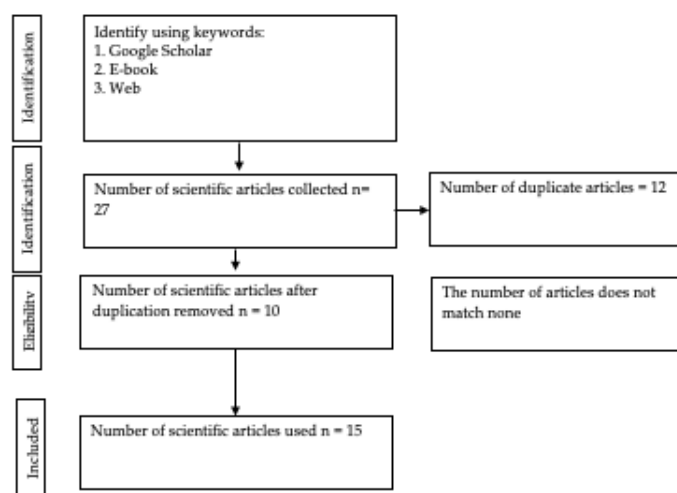 Identification
Identify using keywords:
1. Google Scholar
2. E-book
3. Web
Identification
Number of scientific articles collected n=
27
Number of duplicate articles = 12
Eligibility
Number of scientific articles after
duplication removed n = 10
The number of articles does not
match none
Included
Number of scientific articles used n = 15